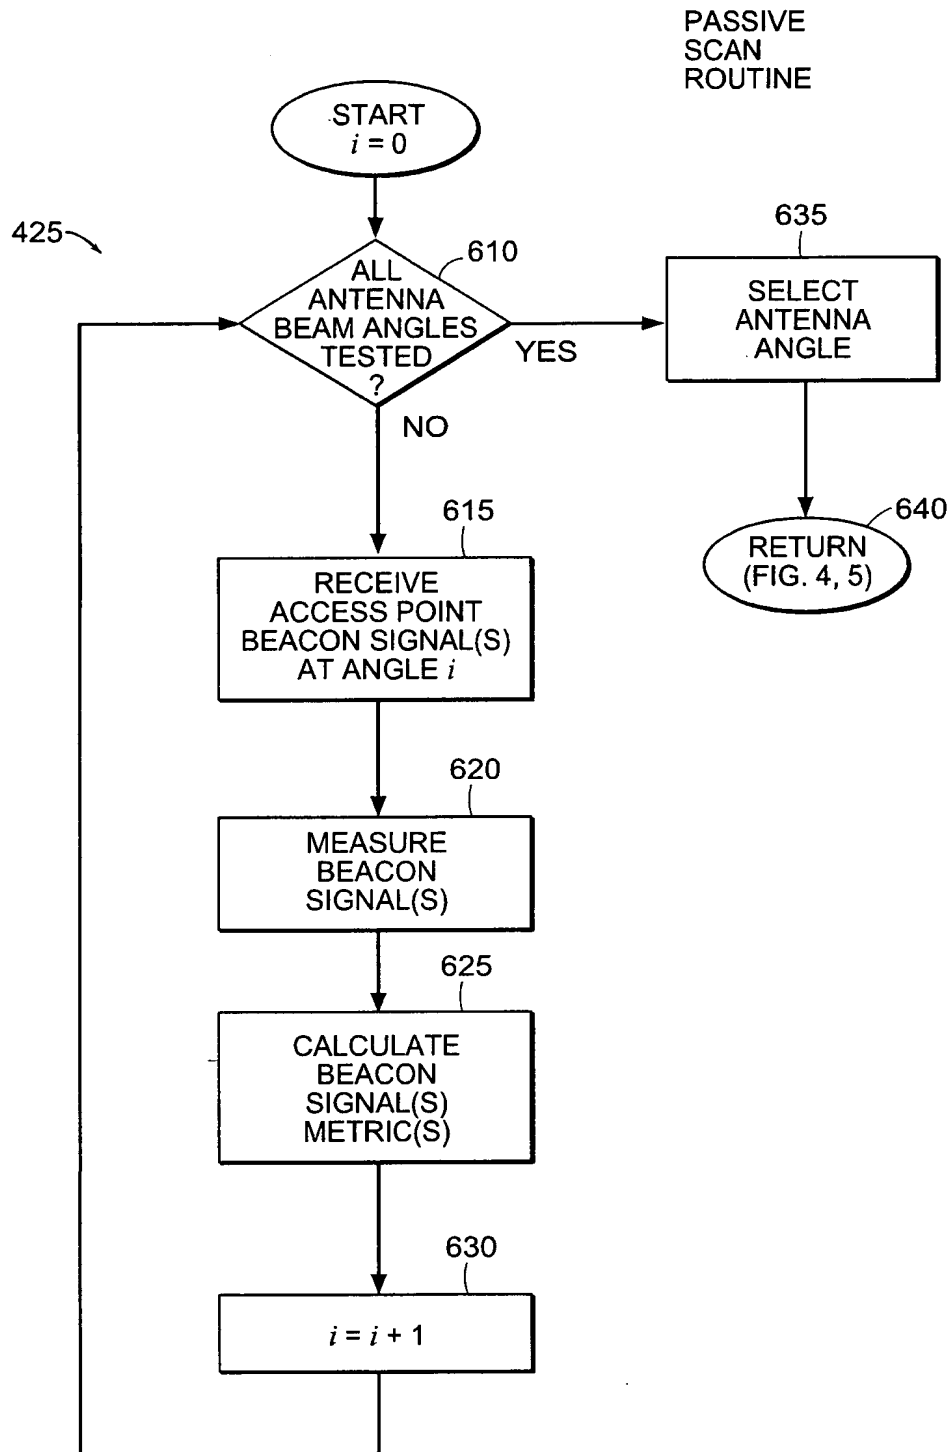 PASSIVE
SCAN
ROUTINE
START
i = 0
425
610
ALL
ANTENNA
BEAM ANGLES
TESTED
?
YES
NO
635
SELECT
ANTENNA
ANGLE
640
RETURN
(FIG. 4, 5)
615
RECEIVE
ACCESS POINT
BEACON SIGNAL(S)
AT ANGLE i
620
MEASURE
BEACON
SIGNAL(S)
625
CALCULATE
BEACON
SIGNAL(S)
METRIC(S)
630
i = i + 1